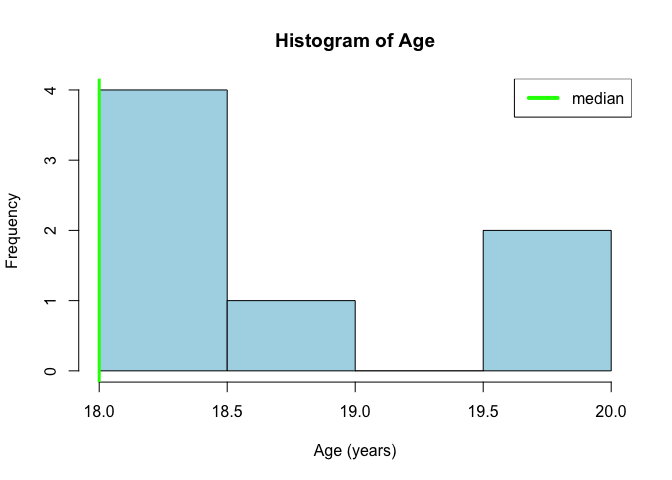 Histogram of Age
median
Frequency
4
3
2
1
0
18.0 18.5 19.0 19.5 20.0
Age (years)